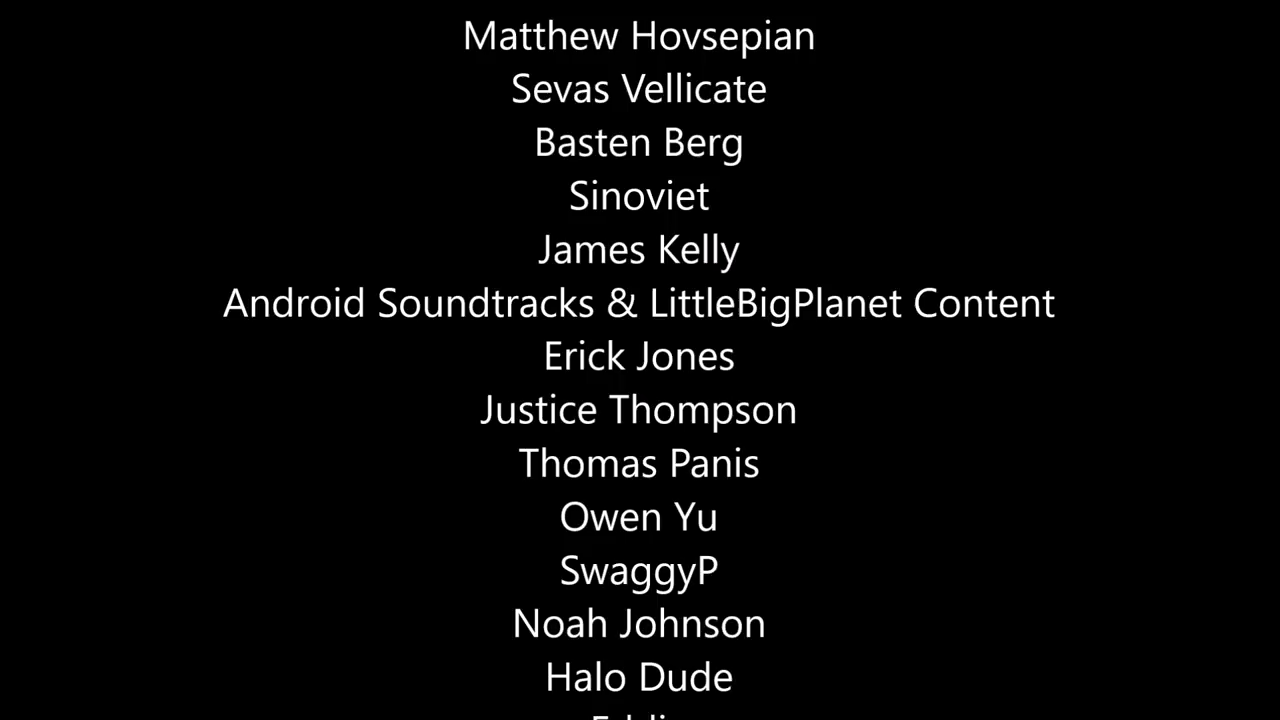 Matthew Hovsepian
Sevas Vellicate
Basten Berg
Sinoviet
James Kelly
Android Soundtracks & LittleBigPlanet Content
Erick Jones
Justice Thompson
Thomas Panis
Owen Yu
SwaggyP
Noah Johnson
Halo Dude